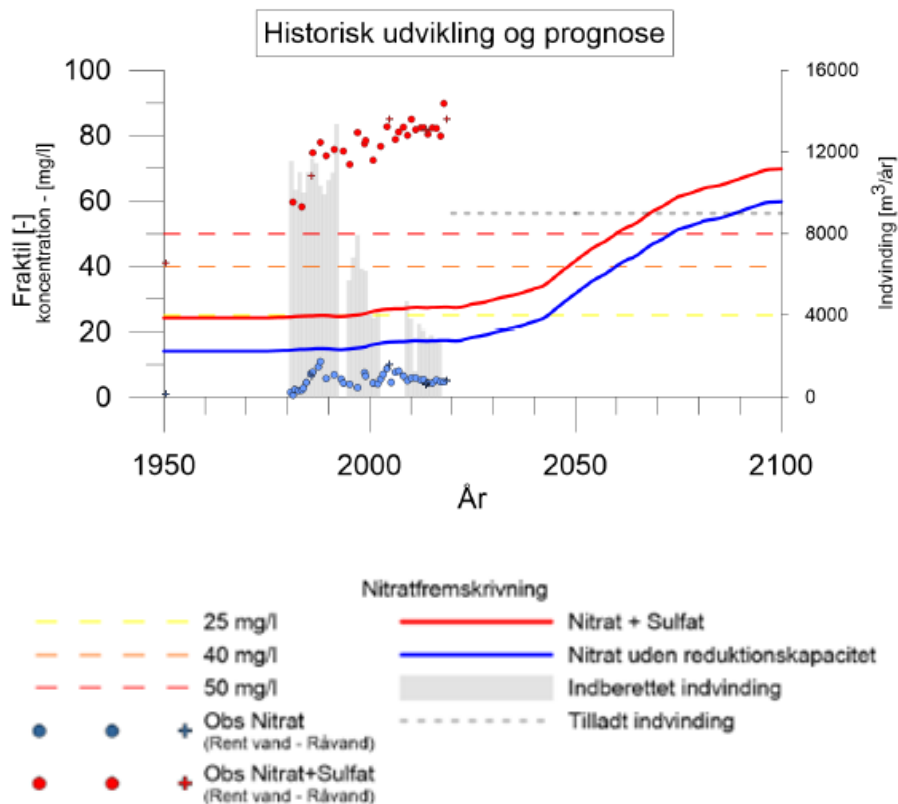 Historisk udvikling og prognose
100
80
60
40
20
0
Fraktil [-]
koncentration - [mg/l]
16000
12000
8000
4000
0
Indvinding [m³/år]
1950
2000
2050
2100
År
Nitratfremskrivning
25 mg/l
40 mg/l
50 mg/l
Obs Nitrat
(Rent vand - Råvand)
Obs Nitrat+Sulfat
(Rent vand - Råvand)
Nitrat + Sulfat
Nitrat uden reduktionskapacitet
Indberettet indvinding
Tilladt indvinding